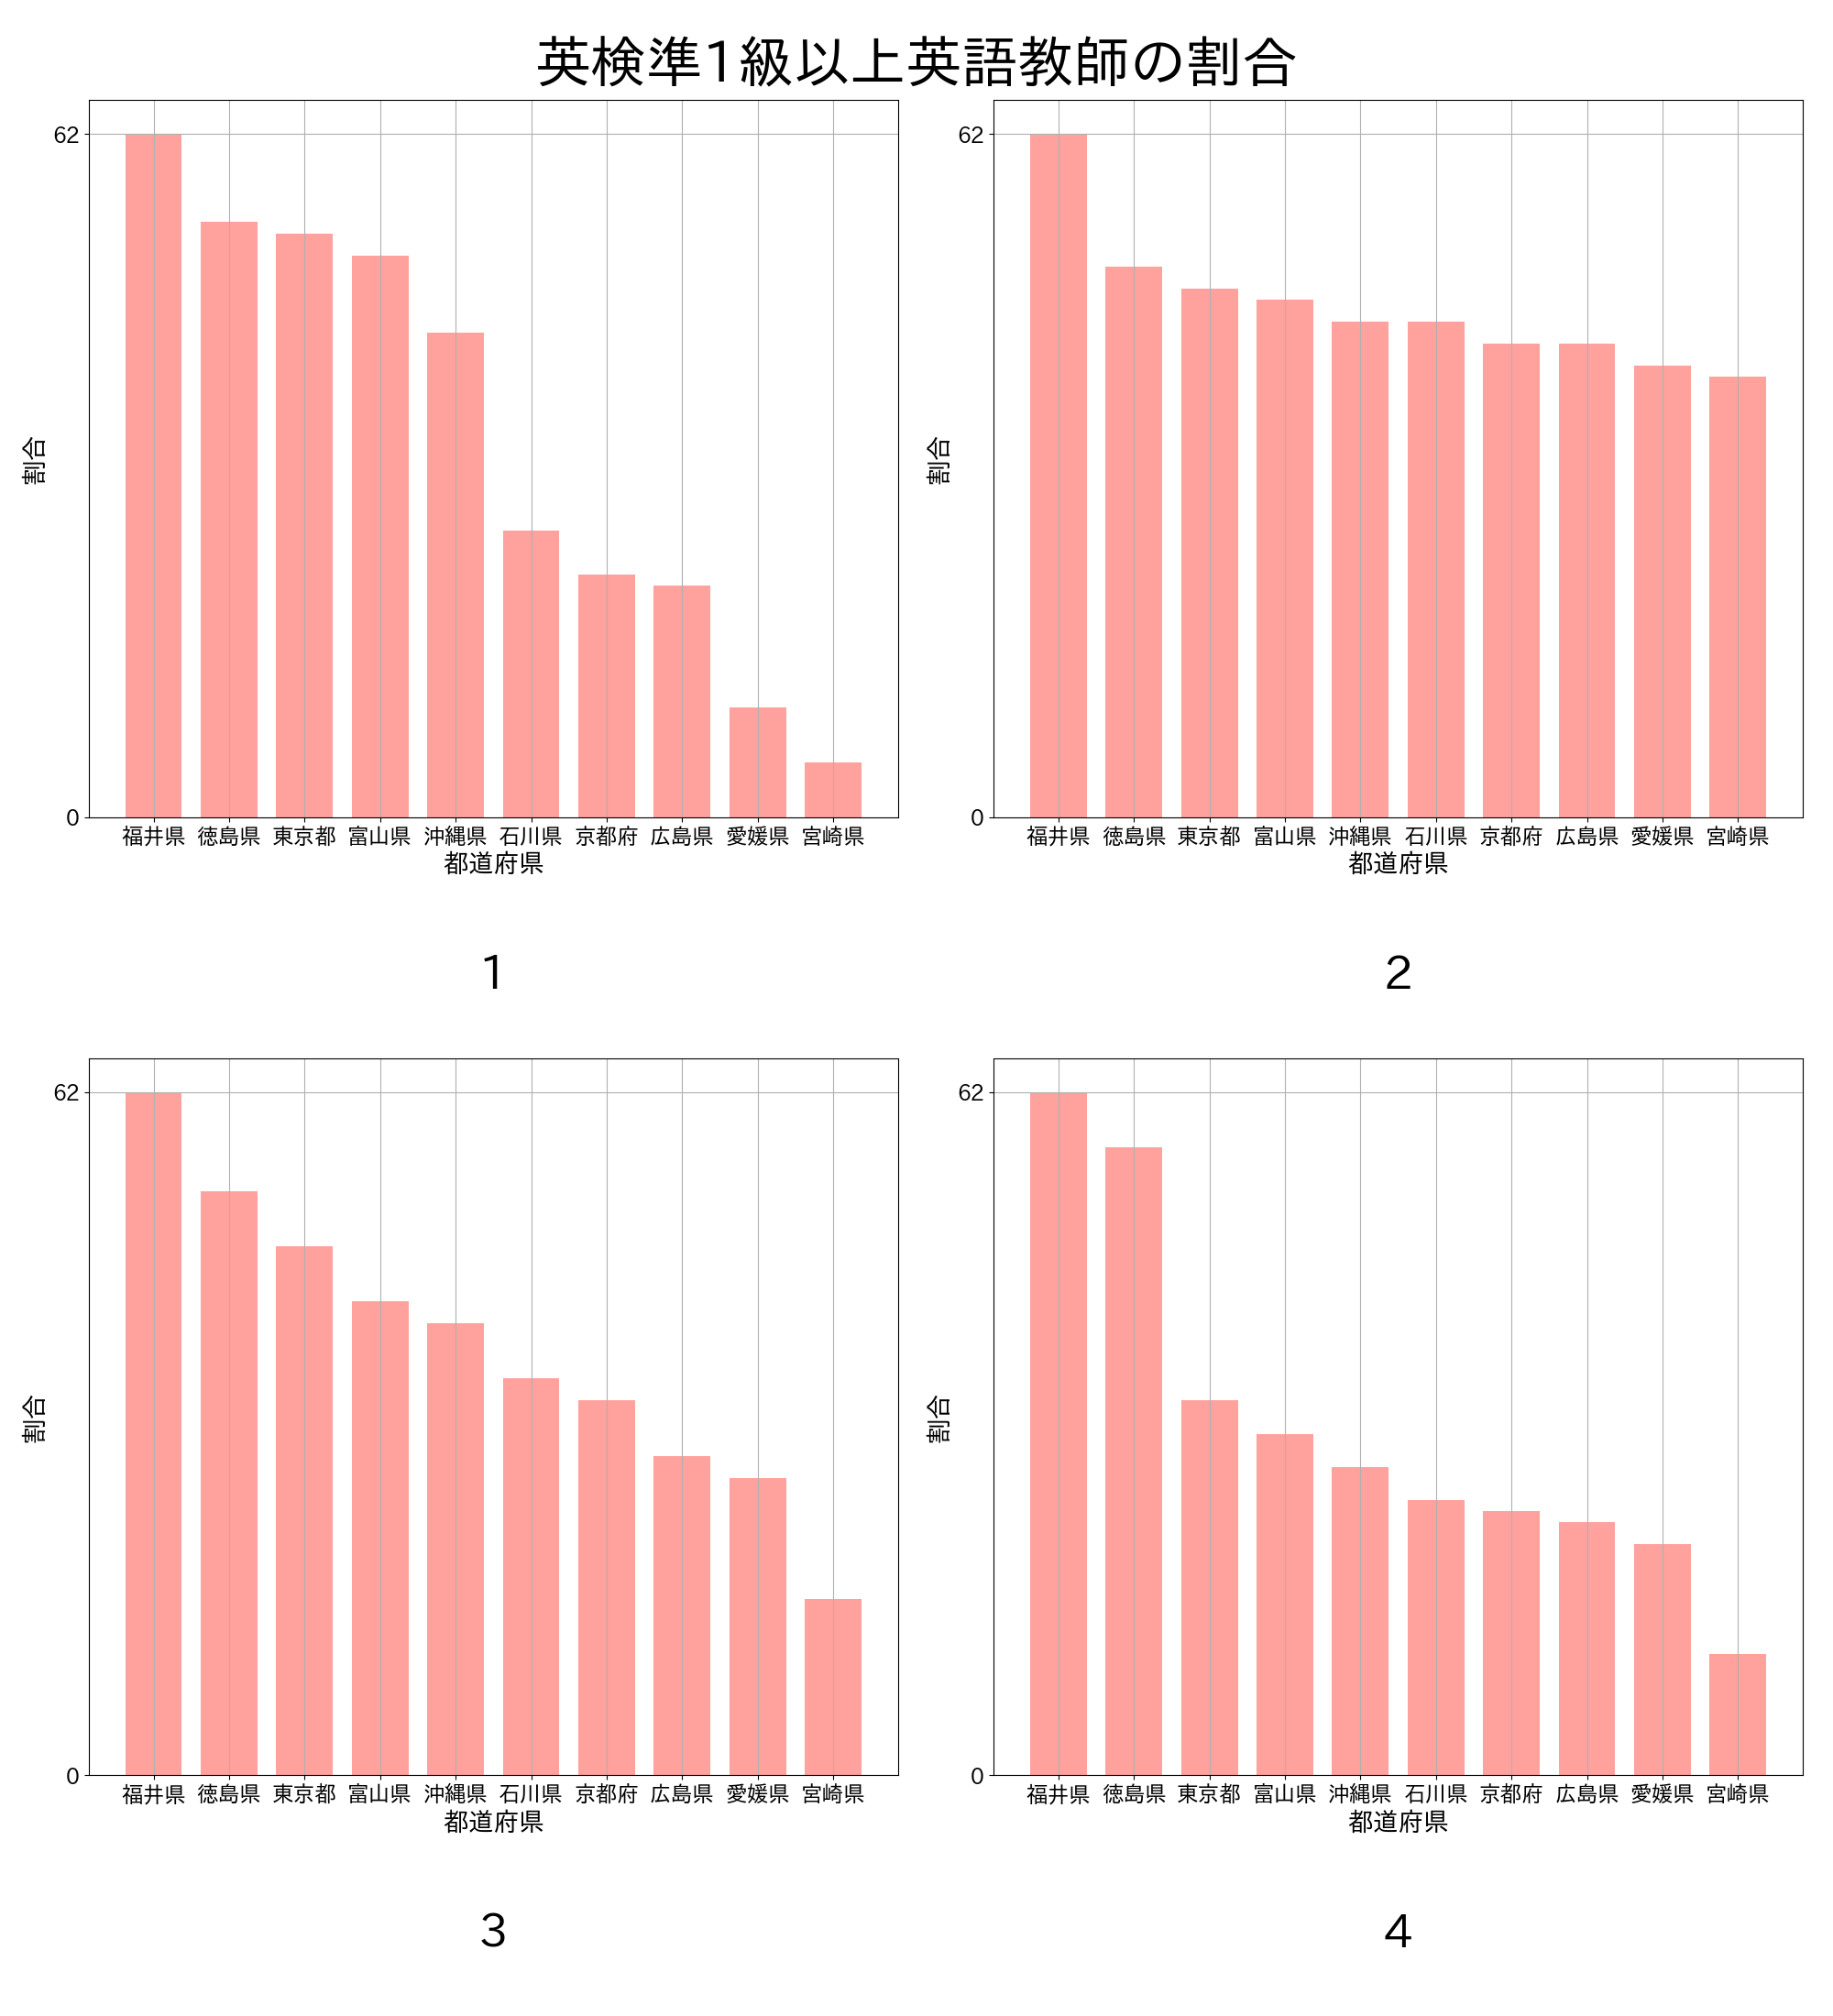 英検準1級以上英語教師の割合
62
割合
0
福井県 徳島県 東京都 富山県 沖縄県 石川県 京都府 広島県 愛媛県 宮崎県
都道府県
1
62
割合
0
福井県 徳島県 東京都 富山県 沖縄県 石川県 京都府 広島県 愛媛県 宮崎県
都道府県
2
62
割合
0
福井県 徳島県 東京都 富山県 沖縄県 石川県 京都府 広島県 愛媛県 宮崎県
都道府県
3
62
割合
0
福井県 徳島県 東京都 富山県 沖縄県 石川県 京都府 広島県 愛媛県 宮崎県
都道府県
4